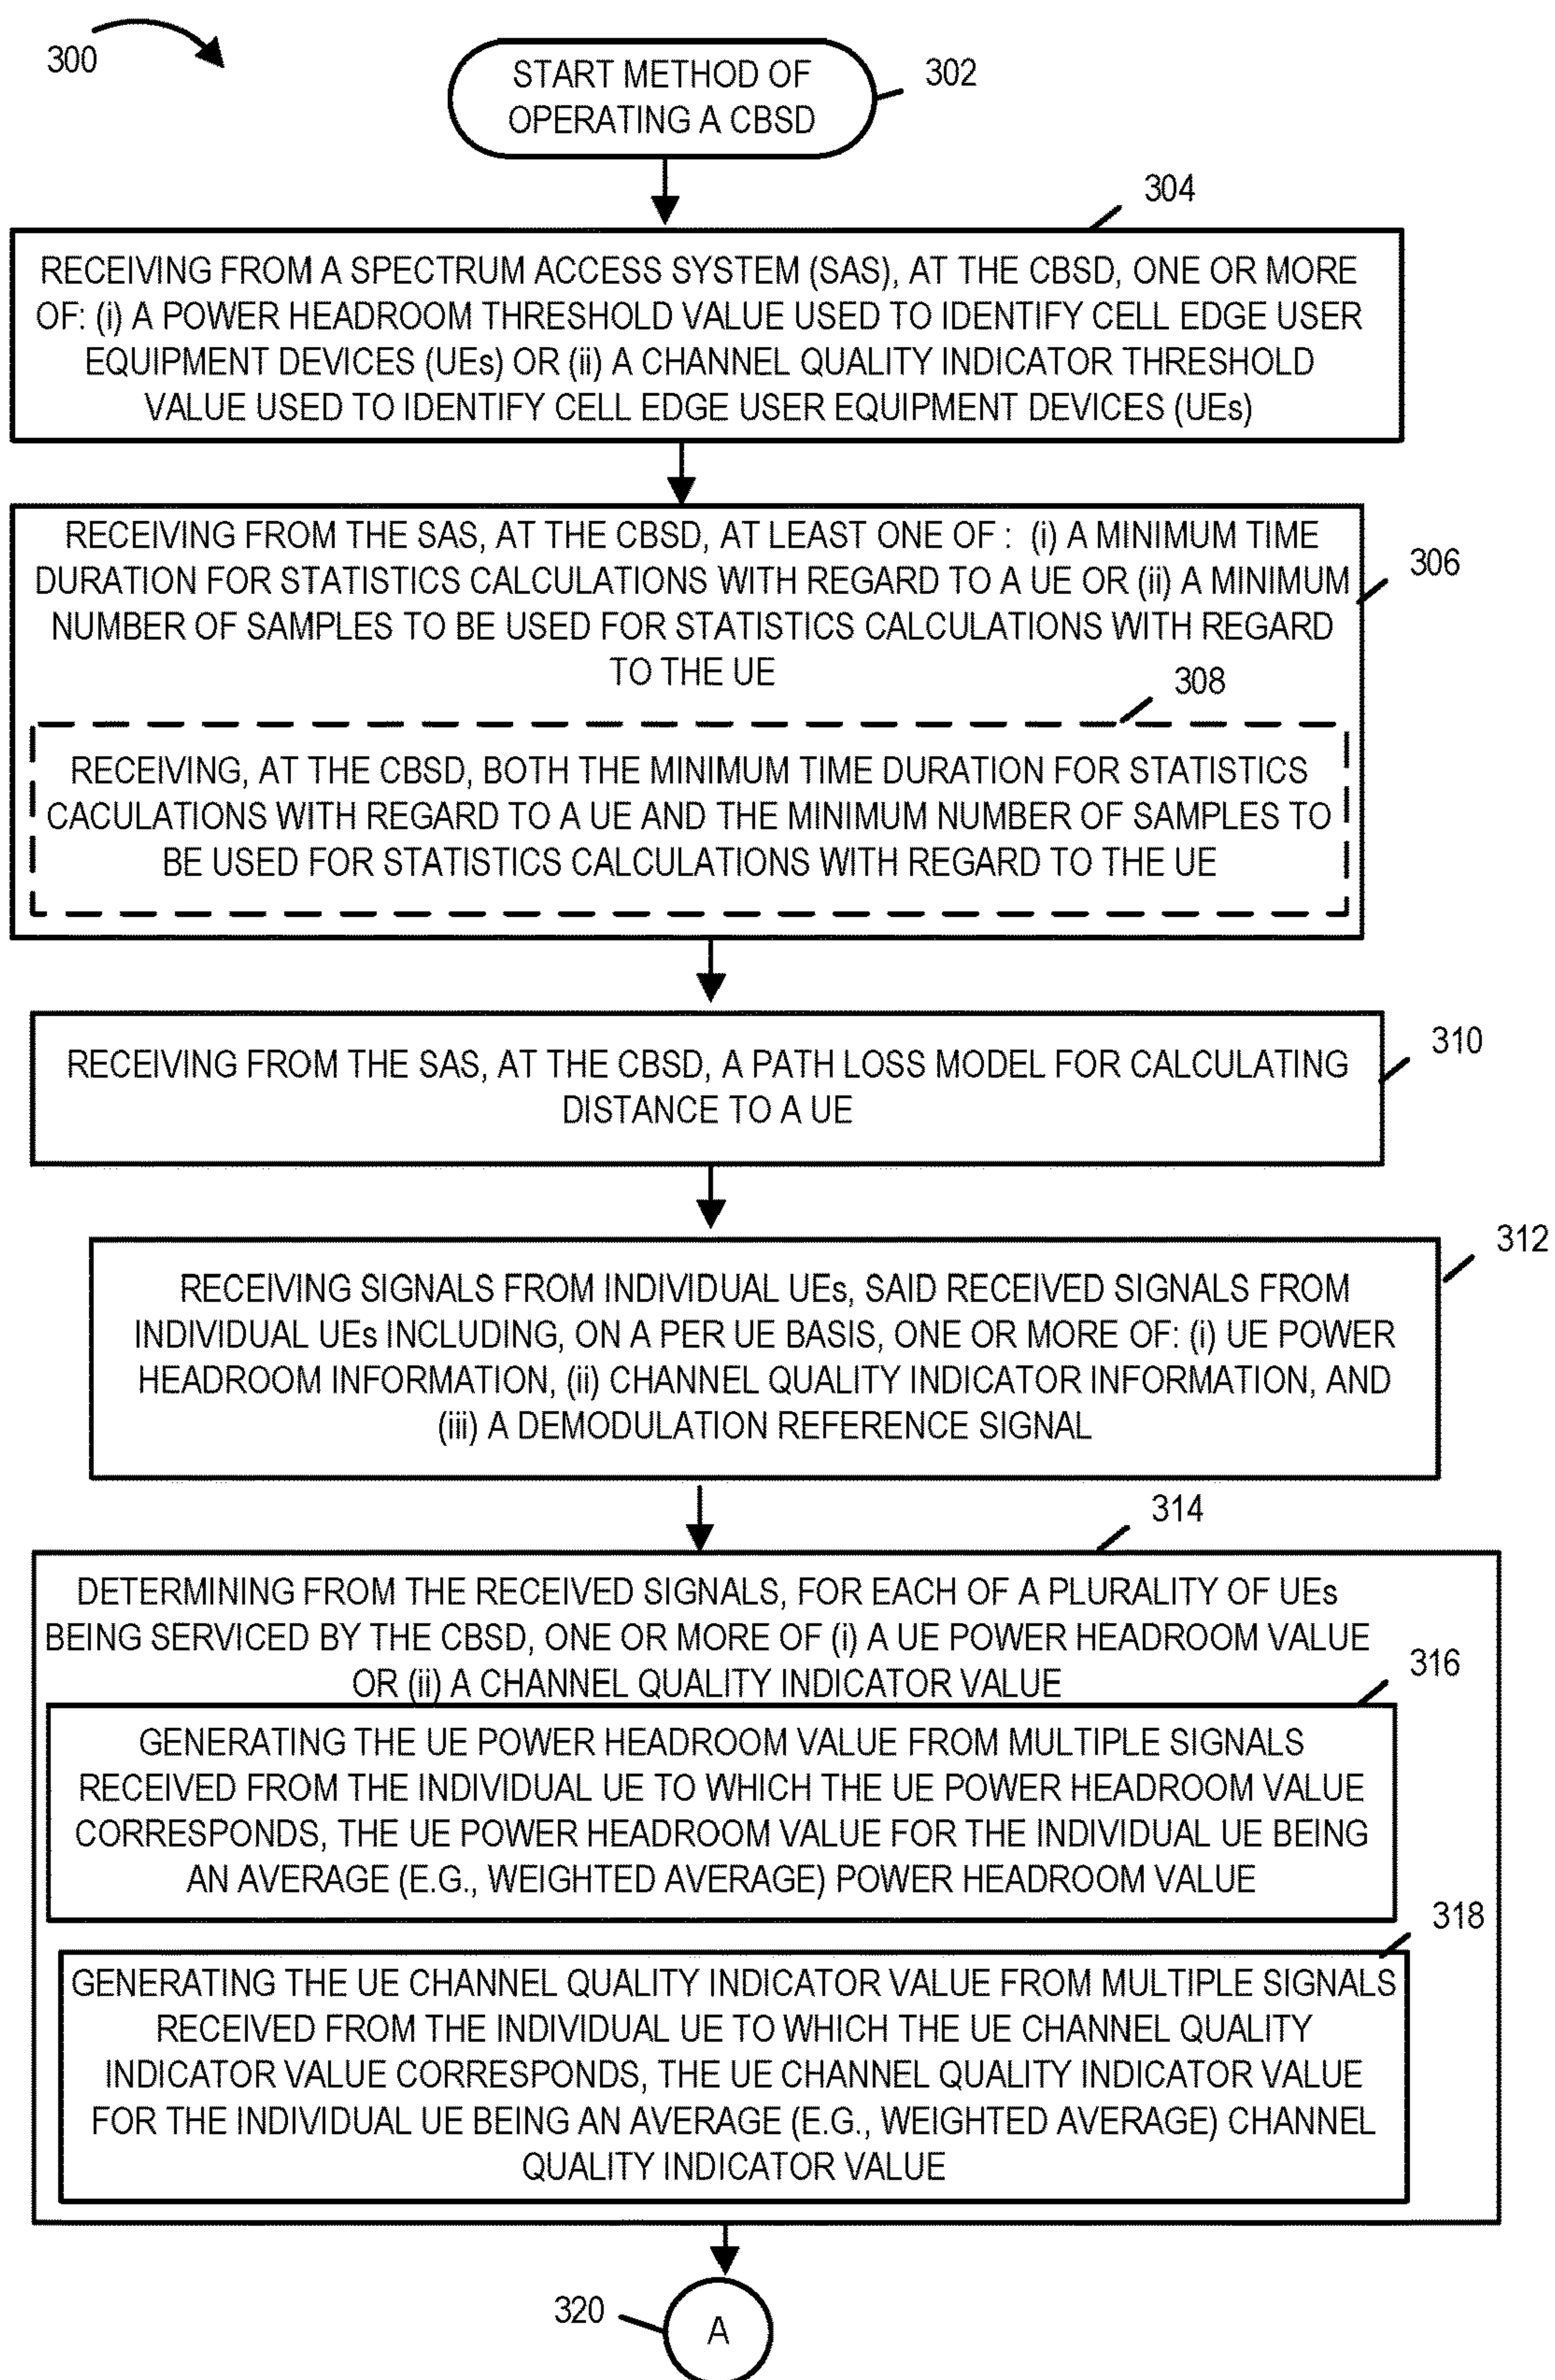 300
START METHOD OF
OPERATING A CBSD
302
304
RECEIVING FROM A SPECTRUM ACCESS SYSTEM (SAS), AT THE CBSD, ONE OR MORE
OF: (i) A POWER HEADROOM THRESHOLD VALUE USED TO IDENTIFY CELL EDGE USER
EQUIPMENT DEVICES (UEs) OR (ii) A CHANNEL QUALITY INDICATOR THRESHOLD
VALUE USED TO IDENTIFY CELL EDGE USER EQUIPMENT DEVICES (UEs)
RECEIVING FROM THE SAS, AT THE CBSD, AT LEAST ONE OF : (i) A MINIMUM TIME
DURATION FOR STATISTICS CALCULATIONS WITH REGARD TO A UE OR (ii) A MINIMUM
NUMBER OF SAMPLES TO BE USED FOR STATISTICS CALCULATIONS WITH REGARD
TO THE UE
306
308
RECEIVING, AT THE CBSD, BOTH THE MINIMUM TIME DURATION FOR STATISTICS
CACULATIONS WITH REGARD TO A UE AND THE MINIMUM NUMBER OF SAMPLES TO
BE USED FOR STATISTICS CALCULATIONS WITH REGARD TO THE UE
310
RECEIVING FROM THE SAS, AT THE CBSD, A PATH LOSS MODEL FOR CALCULATING
DISTANCE TO A UE
312
RECEIVING SIGNALS FROM INDIVIDUAL UEs, SAID RECEIVED SIGNALS FROM
INDIVIDUAL UEs INCLUDING, ON A PER UE BASIS, ONE OR MORE OF: (i) UE POWER
HEADROOM INFORMATION, (ii) CHANNEL QUALITY INDICATOR INFORMATION, AND
(iii) A DEMODULATION REFERENCE SIGNAL
314
DETERMINING FROM THE RECEIVED SIGNALS, FOR EACH OF A PLURALITY OF UEs
BEING SERVICED BY THE CBSD, ONE OR MORE OF (i) A UE POWER HEADROOM VALUE
OR (ii) A CHANNEL QUALITY INDICATOR VALUE
316
GENERATING THE UE POWER HEADROOM VALUE FROM MULTIPLE SIGNALS
RECEIVED FROM THE INDIVIDUAL UE TO WHICH THE UE POWER HEADROOM VALUE
CORRESPONDS, THE UE POWER HEADROOM VALUE FOR THE INDIVIDUAL UE BEING
AN AVERAGE (E.G., WEIGHTED AVERAGE) POWER HEADROOM VALUE
318
GENERATING THE UE CHANNEL QUALITY INDICATOR VALUE FROM MULTIPLE SIGNALS
RECEIVED FROM THE INDIVIDUAL UE TO WHICH THE UE CHANNEL QUALITY
INDICATOR VALUE CORRESPONDS, THE UE CHANNEL QUALITY INDICATOR VALUE
FOR THE INDIVIDUAL UE BEING AN AVERAGE (E.G., WEIGHTED AVERAGE) CHANNEL
QUALITY INDICATOR VALUE
320
A